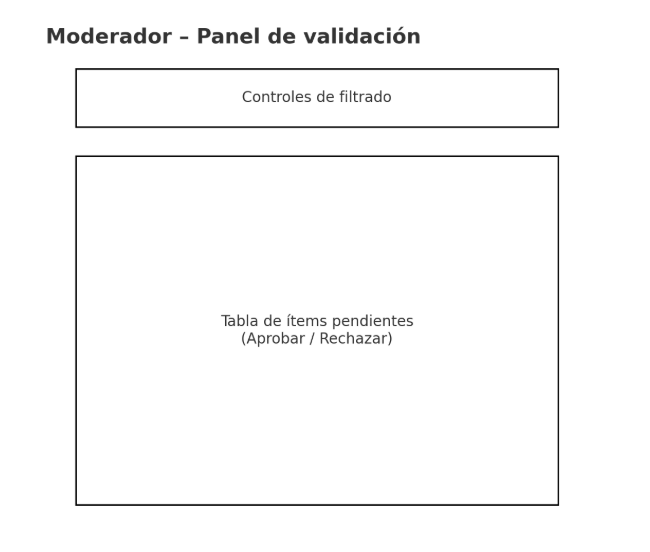 Moderador – Panel de validación
Controles de filtrado
Tabla de ítems pendientes
(Aprobar / Rechazar)